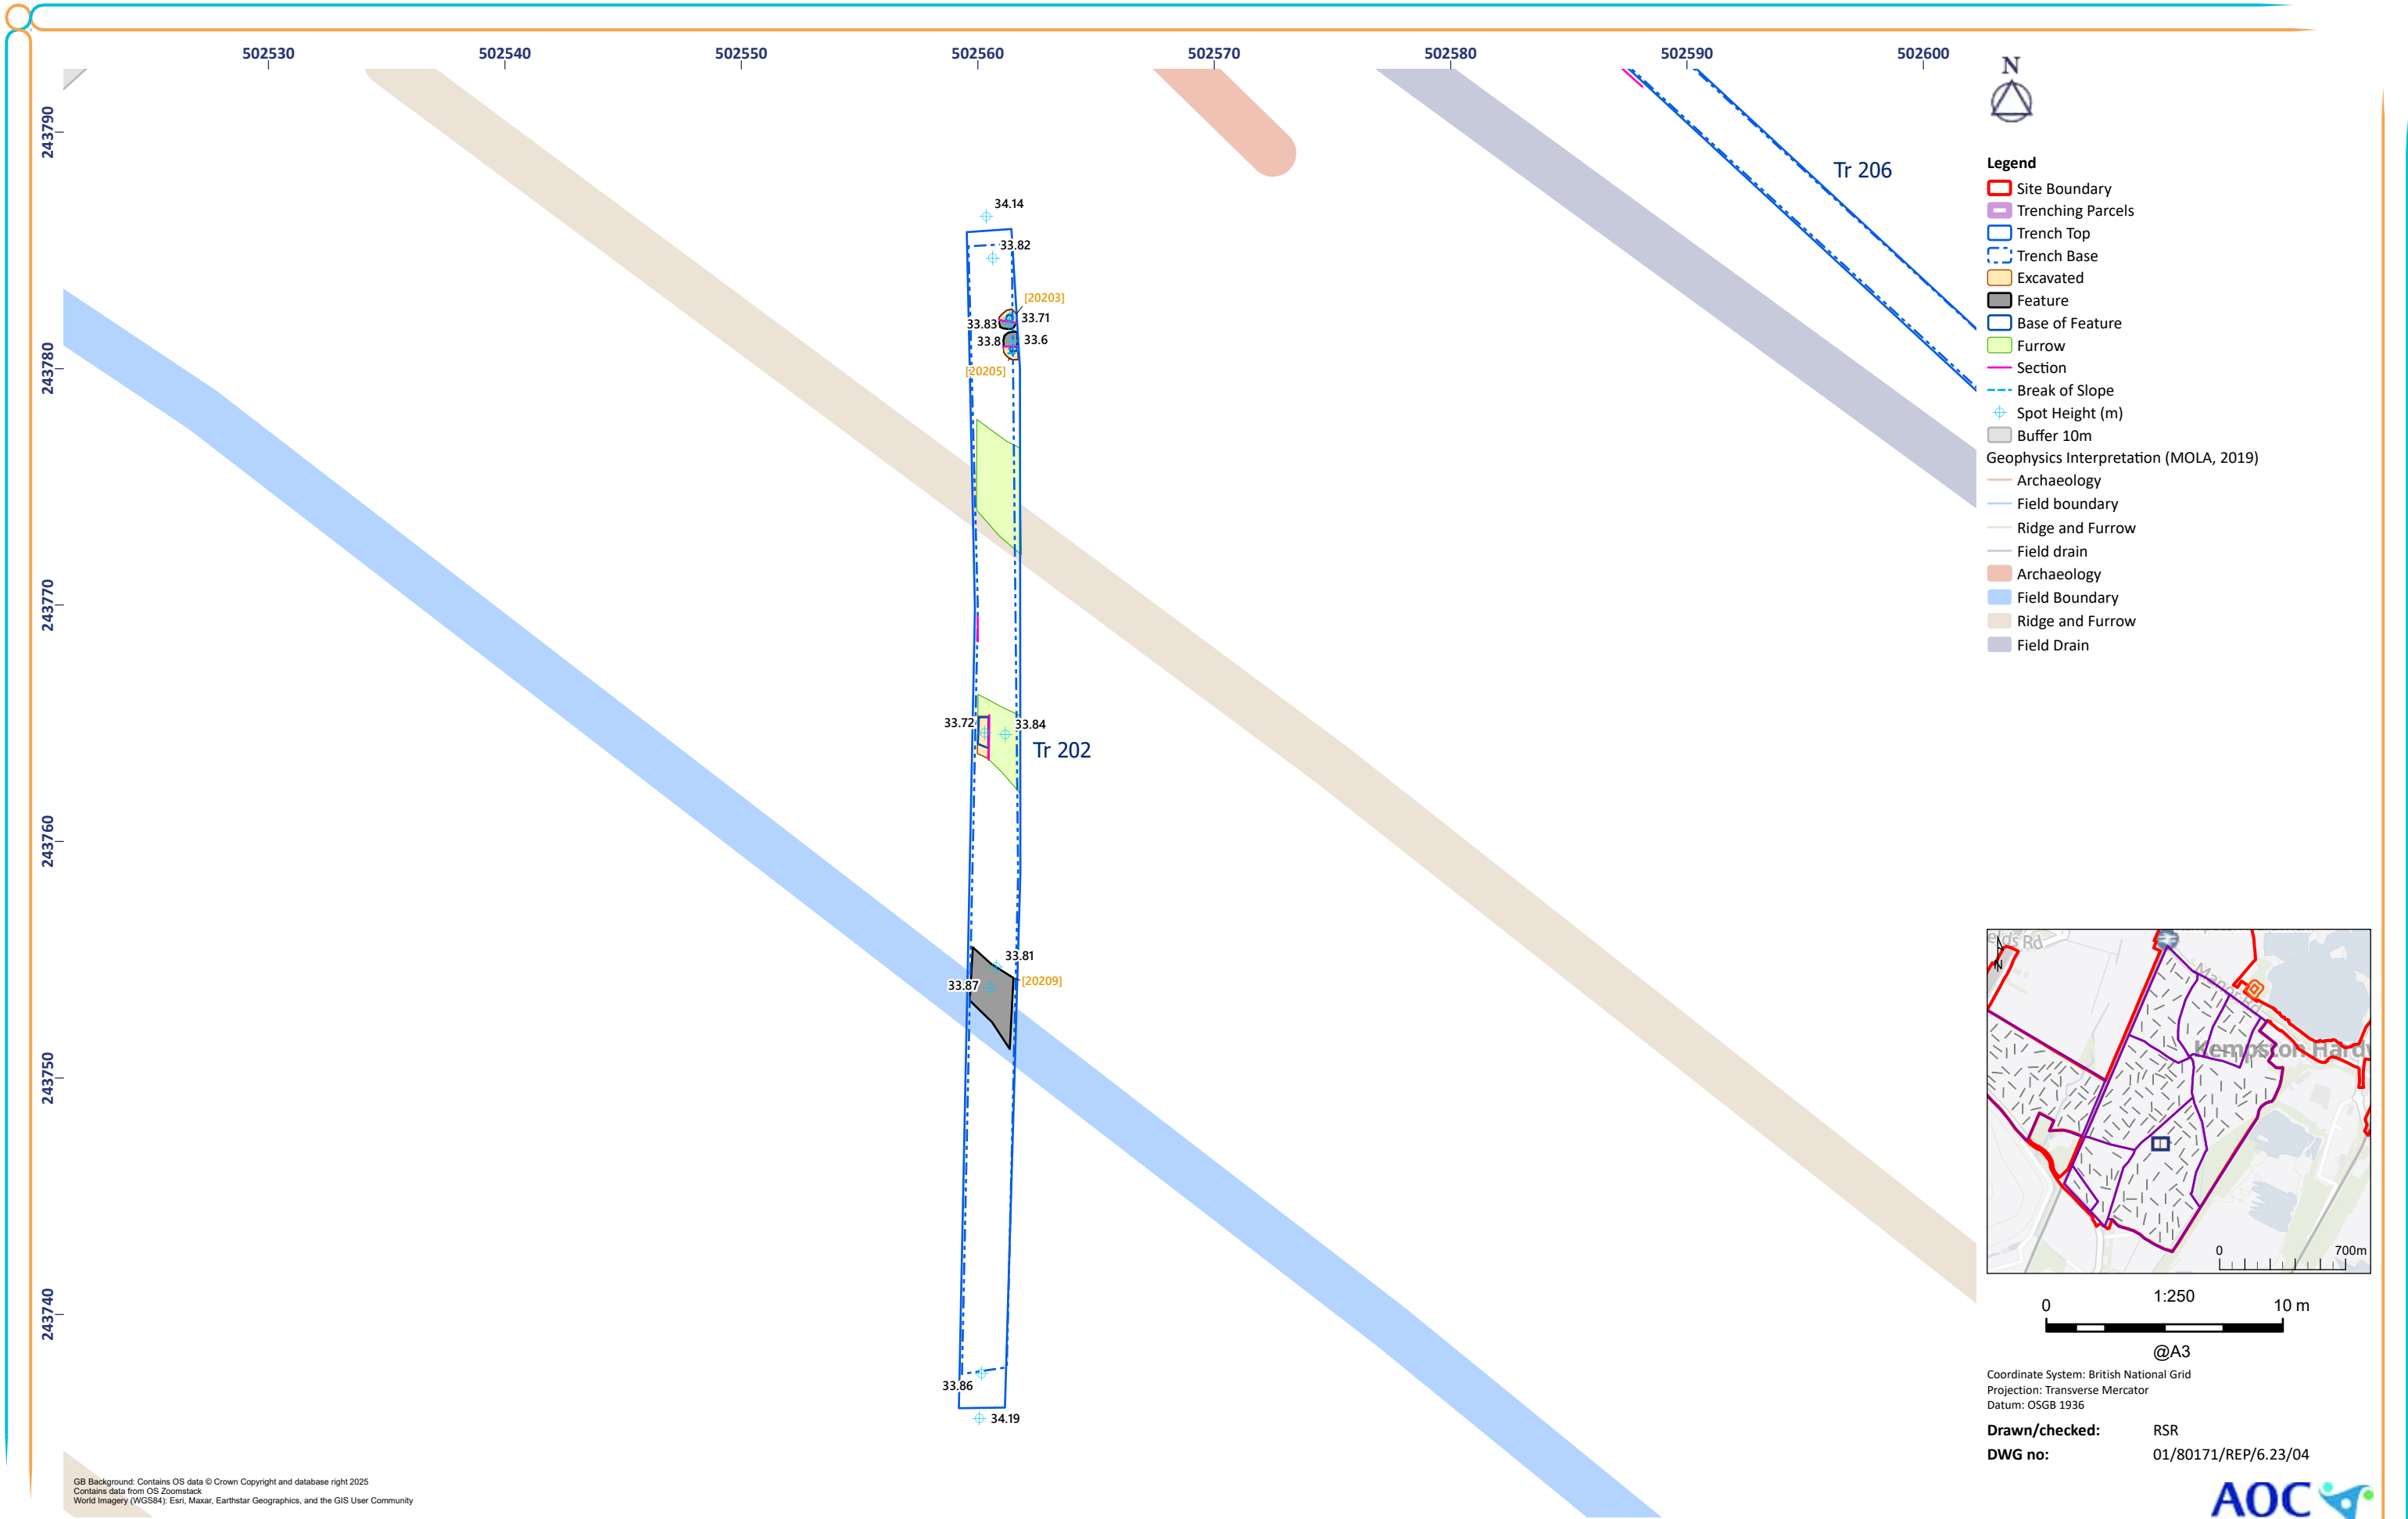 502530 502540 502550 502560 502570 502580 502590 502600
243790
243780
243770
243760
243750
243740
N
Tr 206
34.14
33.82
[20203]
33.83
33.71
33.8
33.6
[20205]
33.72
33.84
Tr 202
33.81
33.87
[20209]
33.86
34.19
Legend
Site Boundary
Trenching Parcels
Trench Top
Trench Base
Excavated
Feature
Base of Feature
Furrow
Section
Break of Slope
Spot Height (m)
Buffer 10m
Geophysics Interpretation (MOLA, 2019)
Archaeology
Field boundary
Ridge and Furrow
Field drain
Archaeology
Field Boundary
Ridge and Furrow
Field Drain
Rd
N
Kempston Hardw
0 700m
1:250
0 10 m
@A3
Coordinate System: British National Grid
Projection: Transverse Mercator
Datum: OSGB 1936
Drawn/checked: RSR
DWG no: 01/80171/REP/6.23/04
AOC
GB Background: Contains OS data © Crown Copyright and database right 2025
Contains data from OS Zoomstack
World Imagery (WGS84): Esri, Maxar, Earthstar Geographics, and the GIS User Community